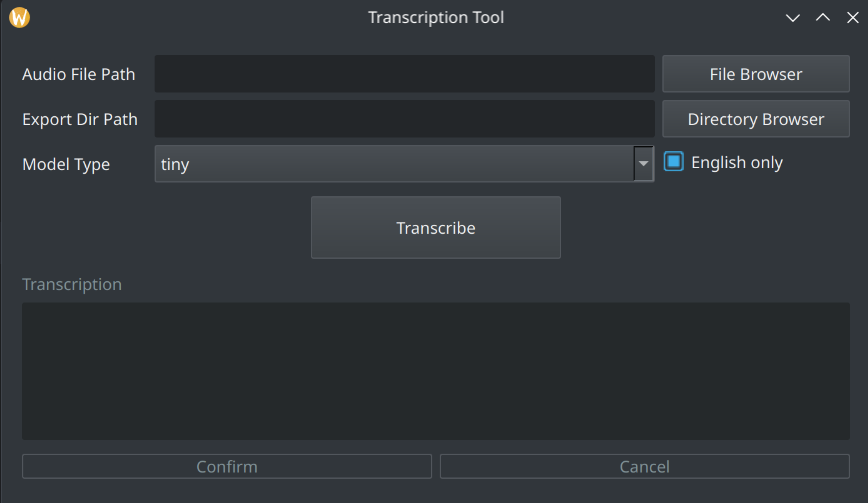 Transcription Tool
Audio File Path File Browser
Export Dir Path Directory Browser
Model Type tiny English only
Transcribe
Transcription
Confirm Cancel